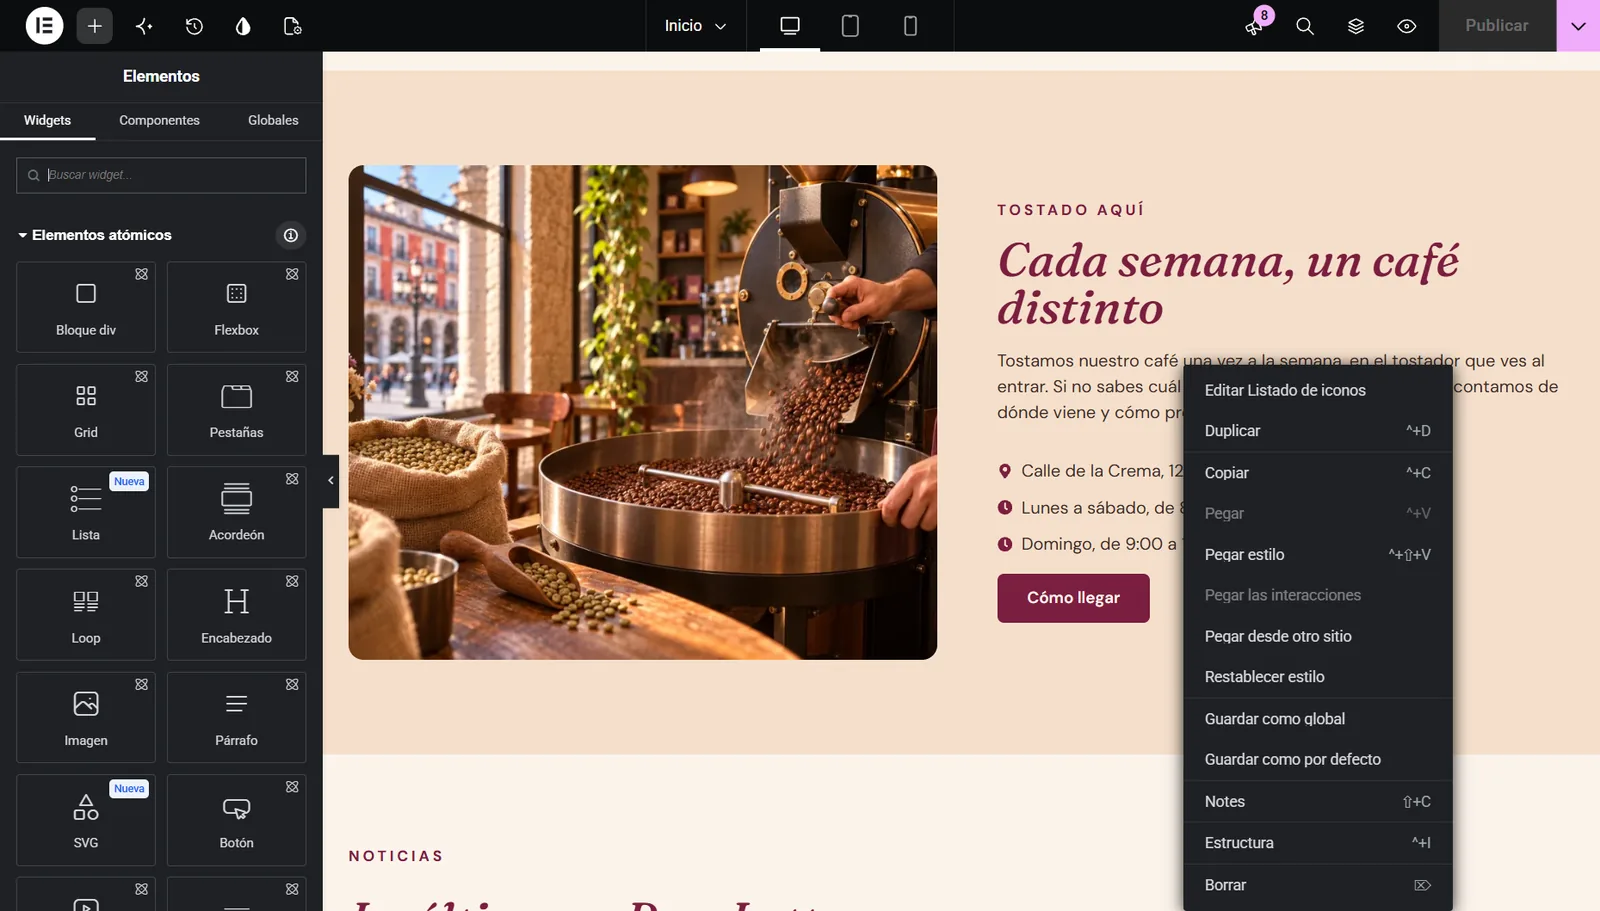 Inicio
8
Publicar
Elementos
Widgets
Componentes
Globales
Buscar widget...
Elementos atómicos
Bloque div
Flexbox
Grid
Pestañas
Nueva
Lista
Acordeón
Loop
Encabezado
Imagen
Párrafo
Nueva
SVG
Botón
TOSTADO AQUÍ
Cada semana, un café
distinto
Tostamos nuestro café una vez a la semana, en el tostador que ves al
entrar. Si no sabes cuál contamos de
dónde viene y cómo
Calle de la Crema, 12
Lunes a sábado, de
Domingo, de 9:00 a
Cómo llegar
Editar Listado de iconos
Duplicar ^+D
Copiar ^+C
Pegar ^+V
Pegar estilo ^+⇧+V
Pegar las interacciones
Pegar desde otro sitio
Restablecer estilo
Guardar como global
Guardar como por defecto
Notes ⇧+C
Estructura ^+I
Borrar ⌦
NOTICIAS